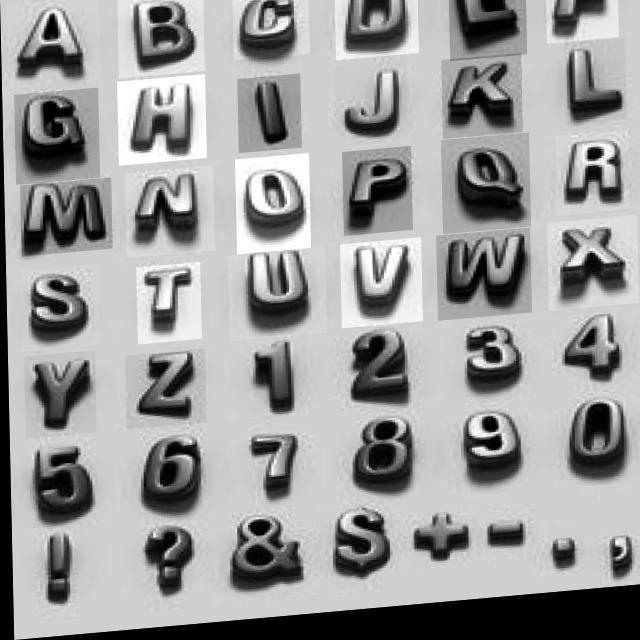 A B C D E F
G H I J K L
M N O P Q R
S T U V W X
Y Z 1 2 3 4
5 6 7 8 9 0
! ? & $ + - . ,